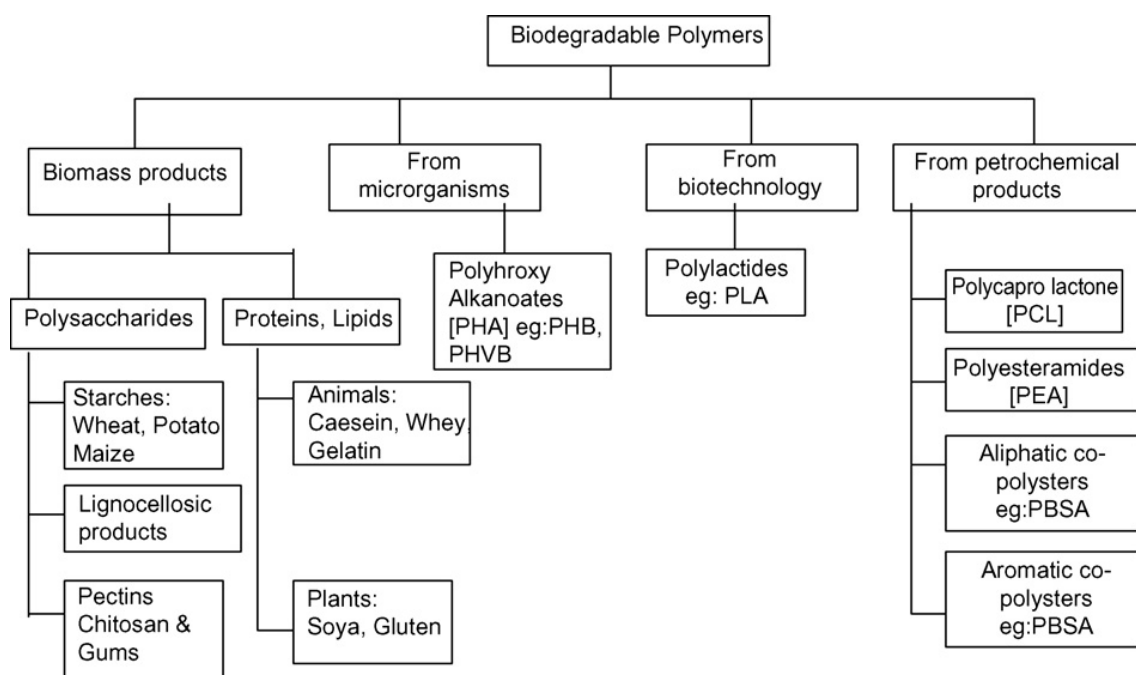 Biodegradable Polymers
Biomass products
From
microrganisms
From
biotechnology
From petrochemical
products
Polysaccharides
Proteins, Lipids
Polyhroxy
Alkanoates
[PHA] eg:PHB,
PHVB
Polylactides
eg: PLA
Polycapro lactone
[PCL]
Polyesteramides
[PEA]
Aliphatic co-
polysters
eg:PBSA
Aromatic co-
polysters
eg:PBSA
Starches:
Wheat, Potato
Maize
Lignocellosic
products
Pectins
Chitosan &
Gums
Animals:
Caesein, Whey,
Gelatin
Plants:
Soya, Gluten